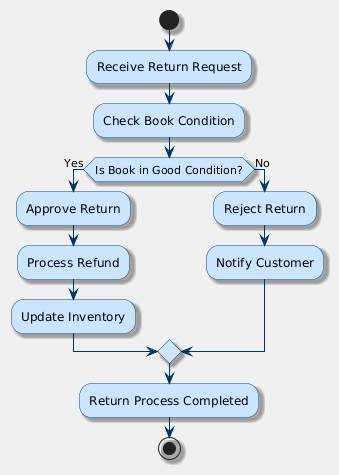 Receive Return Request
Check Book Condition
Is Book in Good Condition?
Yes
No
Approve Return
Process Refund
Update Inventory
Reject Return
Notify Customer
Return Process Completed